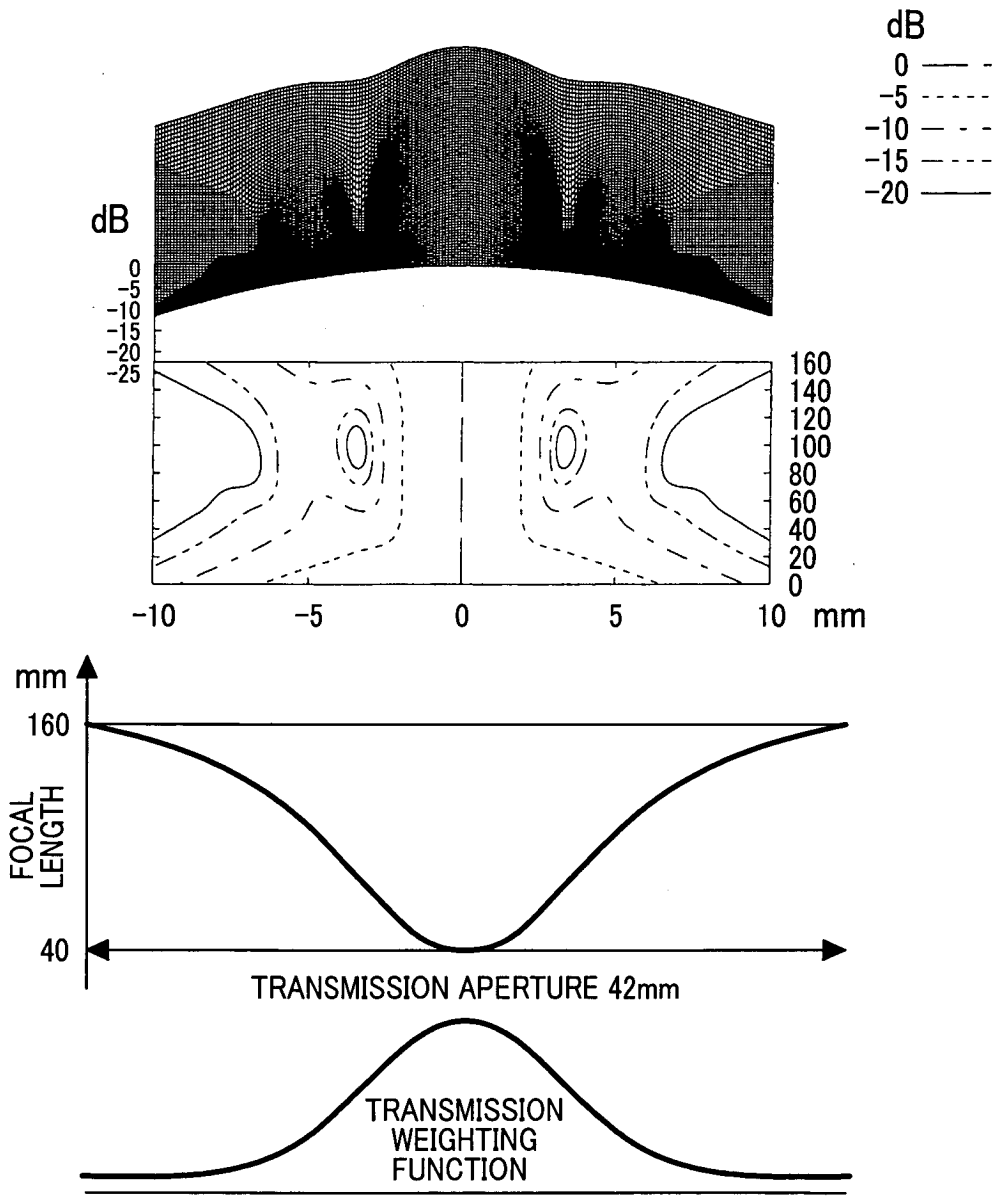 dB
0
-5
-10
-15
-20
dB
0
-5
-10
-15
-20
-25
160
140
120
100
80
60
40
20
0
-10 -5 0 5 10 mm
mm
160
FOCAL
LENGTH
40
TRANSMISSION APERTURE 42mm
TRANSMISSION
WEIGHTING
FUNCTION